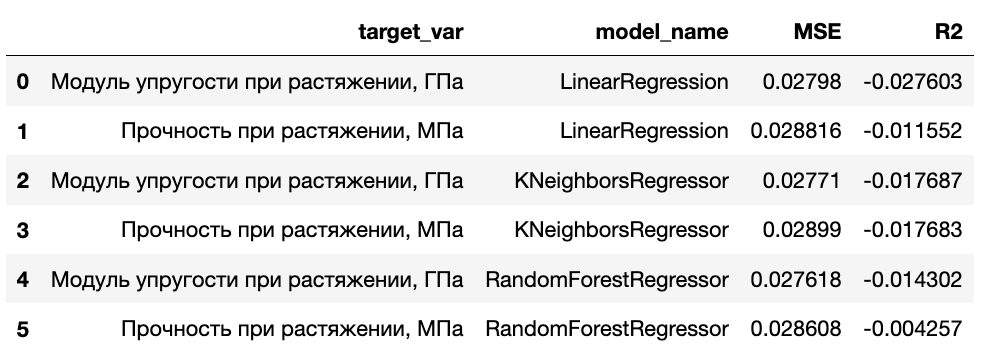 target_var model_name MSE R2
0 Модуль упругости при растяжении, ГПа LinearRegression 0.02798 -0.027603
1 Прочность при растяжении, МПа LinearRegression 0.028816 -0.011552
2 Модуль упругости при растяжении, ГПа KNeighborsRegressor 0.02771 -0.017687
3 Прочность при растяжении, МПа KNeighborsRegressor 0.02899 -0.017683
4 Модуль упругости при растяжении, ГПа RandomForestRegressor 0.027618 -0.014302
5 Прочность при растяжении, МПа RandomForestRegressor 0.028608 -0.004257